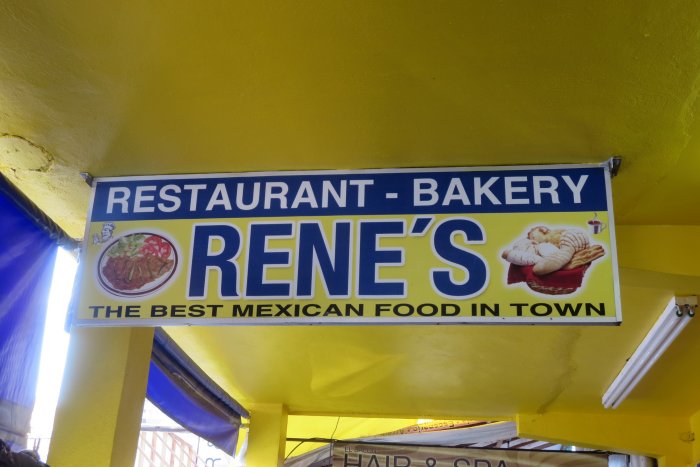 RESTAURANT - BAKERY
RENE´S
THE BEST MEXICAN FOOD IN TOWN
HAIR & SPA